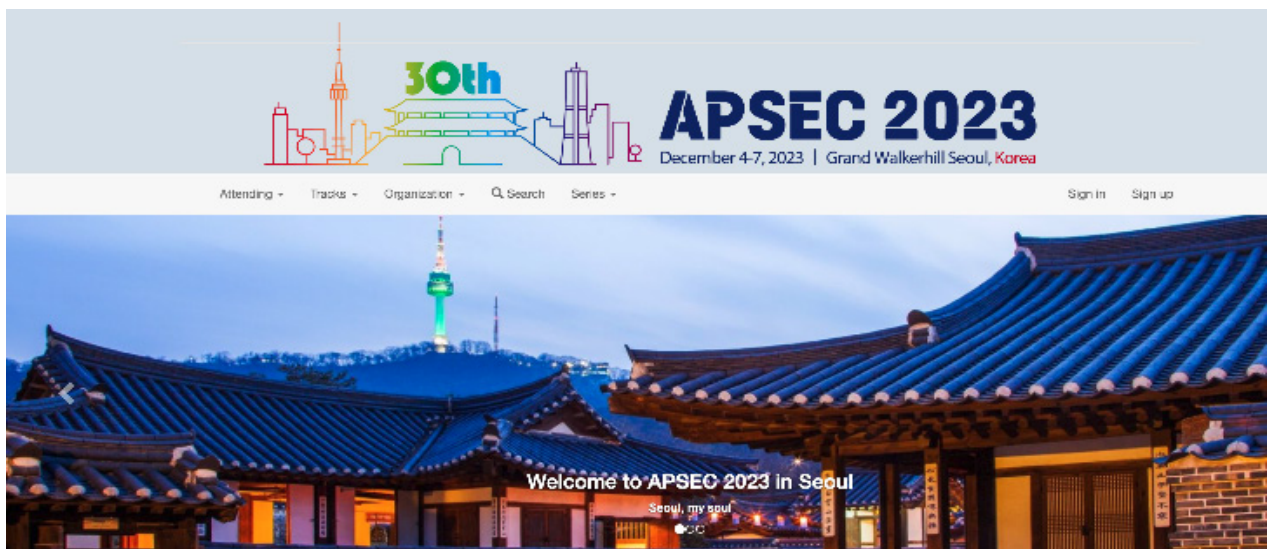 30th
APSEC 2023
December 4-7, 2023 | Grand Walkerhill Seoul, Korea
Attending Tracks Organization Search Series Sign in Sign up
Welcome to APSEC 2023 in Seoul
Seoul, my soul